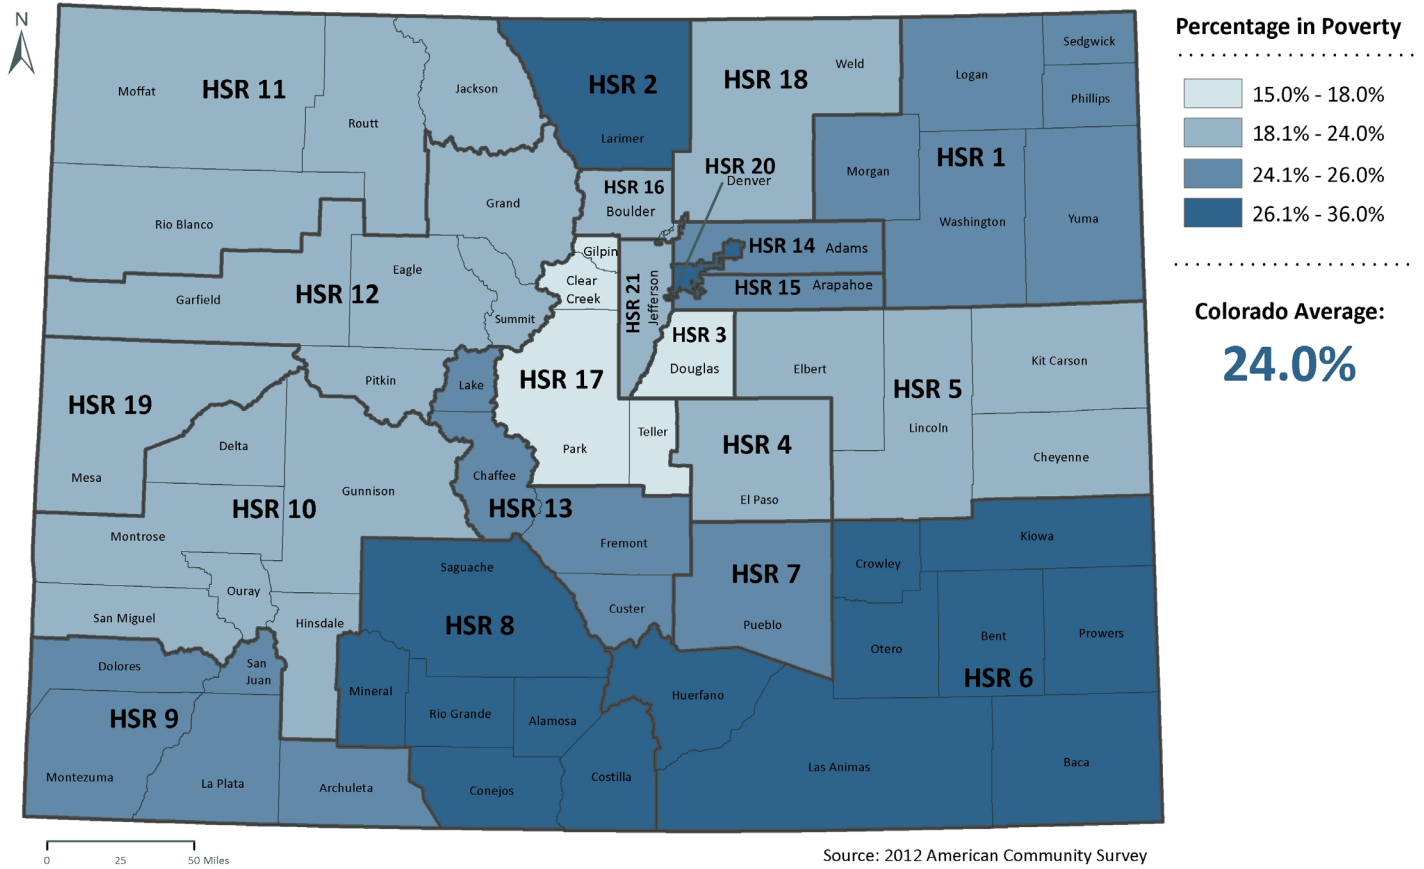 N
Moffat
HSR 11
Routt
Jackson
HSR 2
Larimer
HSR 18
Weld
Logan
Sedgwick
Phillips
HSR 1
Morgan
Washington
Yuma
Rio Blanco
Grand
HSR 16
Boulder
HSR 20
Denver
Garfield
HSR 12
Eagle
Summit
Gilpin
Clear
Creek
HSR 21
Jefferson
HSR 14
Adams
HSR 15
Arapahoe
HSR 3
Douglas
Elbert
HSR 5
Lincoln
Kit Carson
Cheyenne
HSR 19
Mesa
Pitkin
Lake
HSR 17
Park
Teller
HSR 4
El Paso
Delta
Gunnison
HSR 10
Montrose
Ouray
San Miguel
Hinsdale
Chaffee
HSR 13
Fremont
Custer
HSR 7
Pueblo
Crowley
Kiowa
Otero
Bent
Prowers
HSR 6
Saguache
HSR 8
Mineral
Rio Grande
Alamosa
Conejos
Costilla
Huerfano
Las Animas
Baca
Dolores
San
Juan
HSR 9
Montezuma
La Plata
Archuleta
Percentage in Poverty
15.0% - 18.0%
18.1% - 24.0%
24.1% - 26.0%
26.1% - 36.0%
Colorado Average:
24.0%
0 25 50 Miles
Source: 2012 American Community Survey